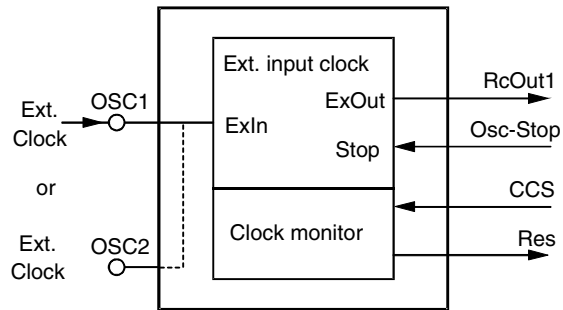 Ext. input clock
ExOut
RcOut1
Ext.
Clock
OSC1
ExIn
Stop
Osc-Stop
or
CCS
Ext.
Clock
OSC2
Clock monitor
Res